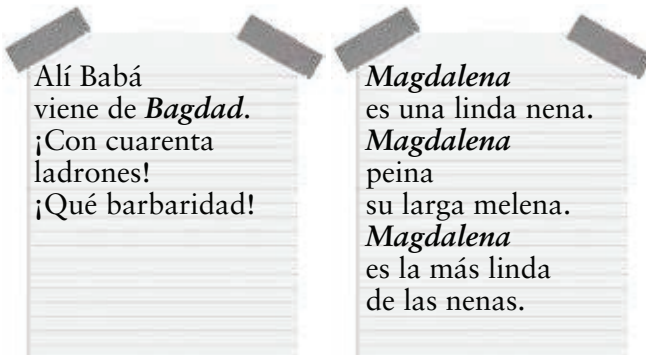 Alí Babá
viene de Bagdad.
¡Con cuarenta
ladrones!
¡Qué barbaridad!
Magdalena
es una linda nena.
Magdalena
peina
su larga melena.
Magdalena
es la más linda
de las nenas.